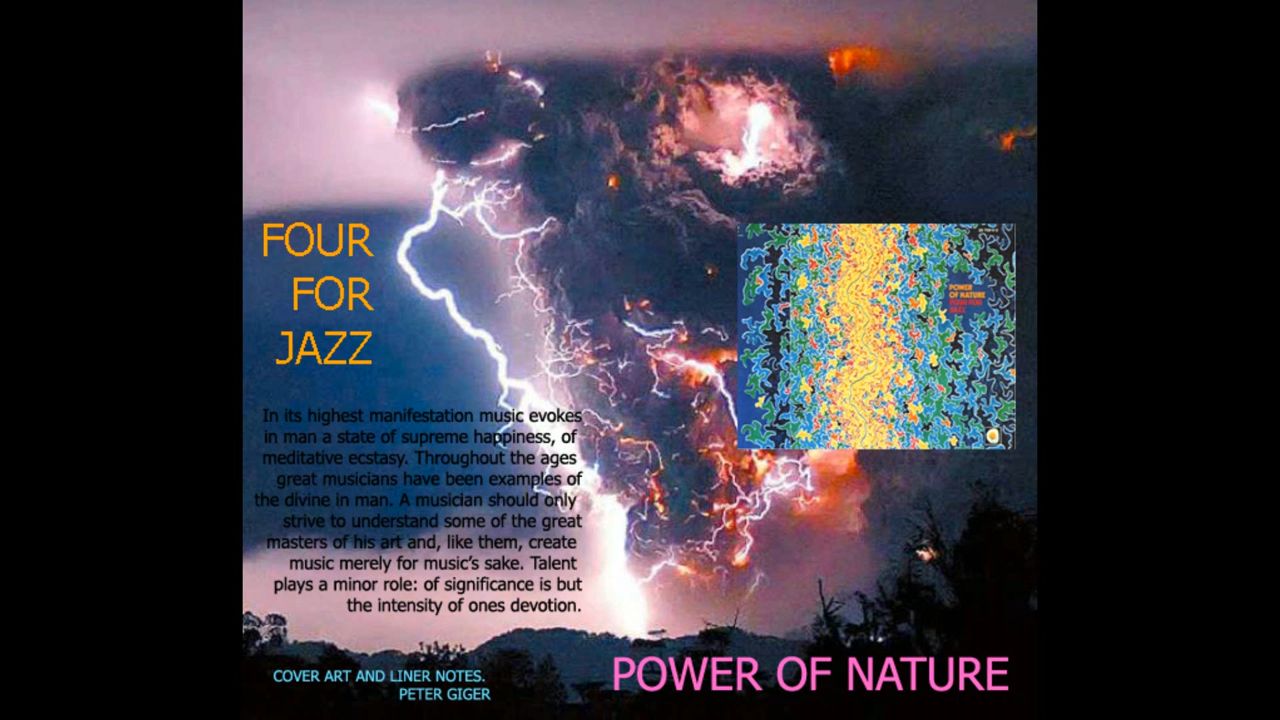 FOUR
FOR
JAZZ
POWER
OF NATURE
FOUR FOR
JAZZ
In its highest manifestation music evokes
in man a state of supreme happiness, of
meditative ecstasy. Throughout the ages
great musicians have been examples of
the divine in man. A musician should only
strive to understand some of the great
masters of his art and, like them, create
music merely for music’s sake. Talent
plays a minor role: of significance is but
the intensity of ones devotion.
COVER ART AND LINER NOTES.
PETER GIGER
POWER OF NATURE